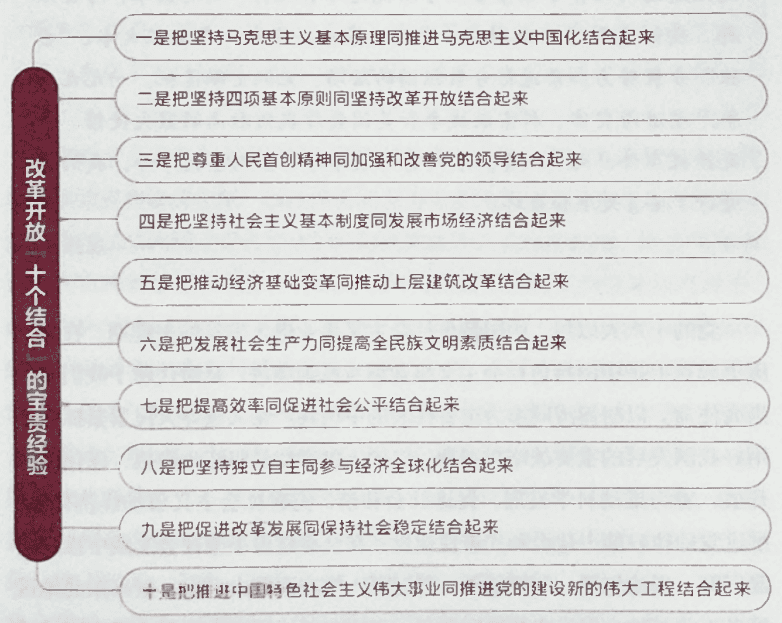 改革开放“十个结合”的宝贵经验
一是把坚持马克思主义基本原理同推进马克思主义中国化结合起来
二是把坚持四项基本原则同坚持改革开放结合起来
三是把尊重人民首创精神同加强和改善党的领导结合起来
四是把坚持社会主义基本制度同发展市场经济结合起来
五是把推动经济基础变革同推动上层建筑改革结合起来
六是把发展社会生产力同提高全民族文明素质结合起来
七是把提高效率同促进社会公平结合起来
八是把坚持独立自主同参与经济全球化结合起来
九是把促进改革发展同保持社会稳定结合起来
十是把推进中国特色社会主义伟大事业同推进党的建设新的伟大工程结合起来